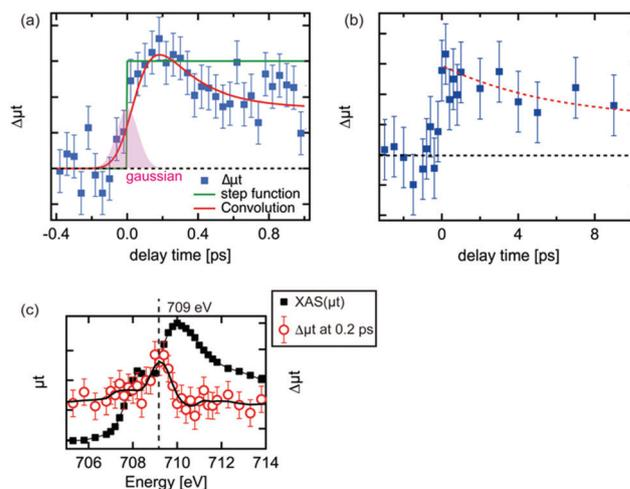 (a)
Δμt
gaussian
Δμt
step function
Convolution
-0.4
0.0
0.4
0.8
delay time [ps]
(b)
Δμt
0
4
8
delay time [ps]
(c)
709 eV
XAS(μt)
Δμt at 0.2 ps
μt
Δμt
706
708
710
712
714
Energy [eV]